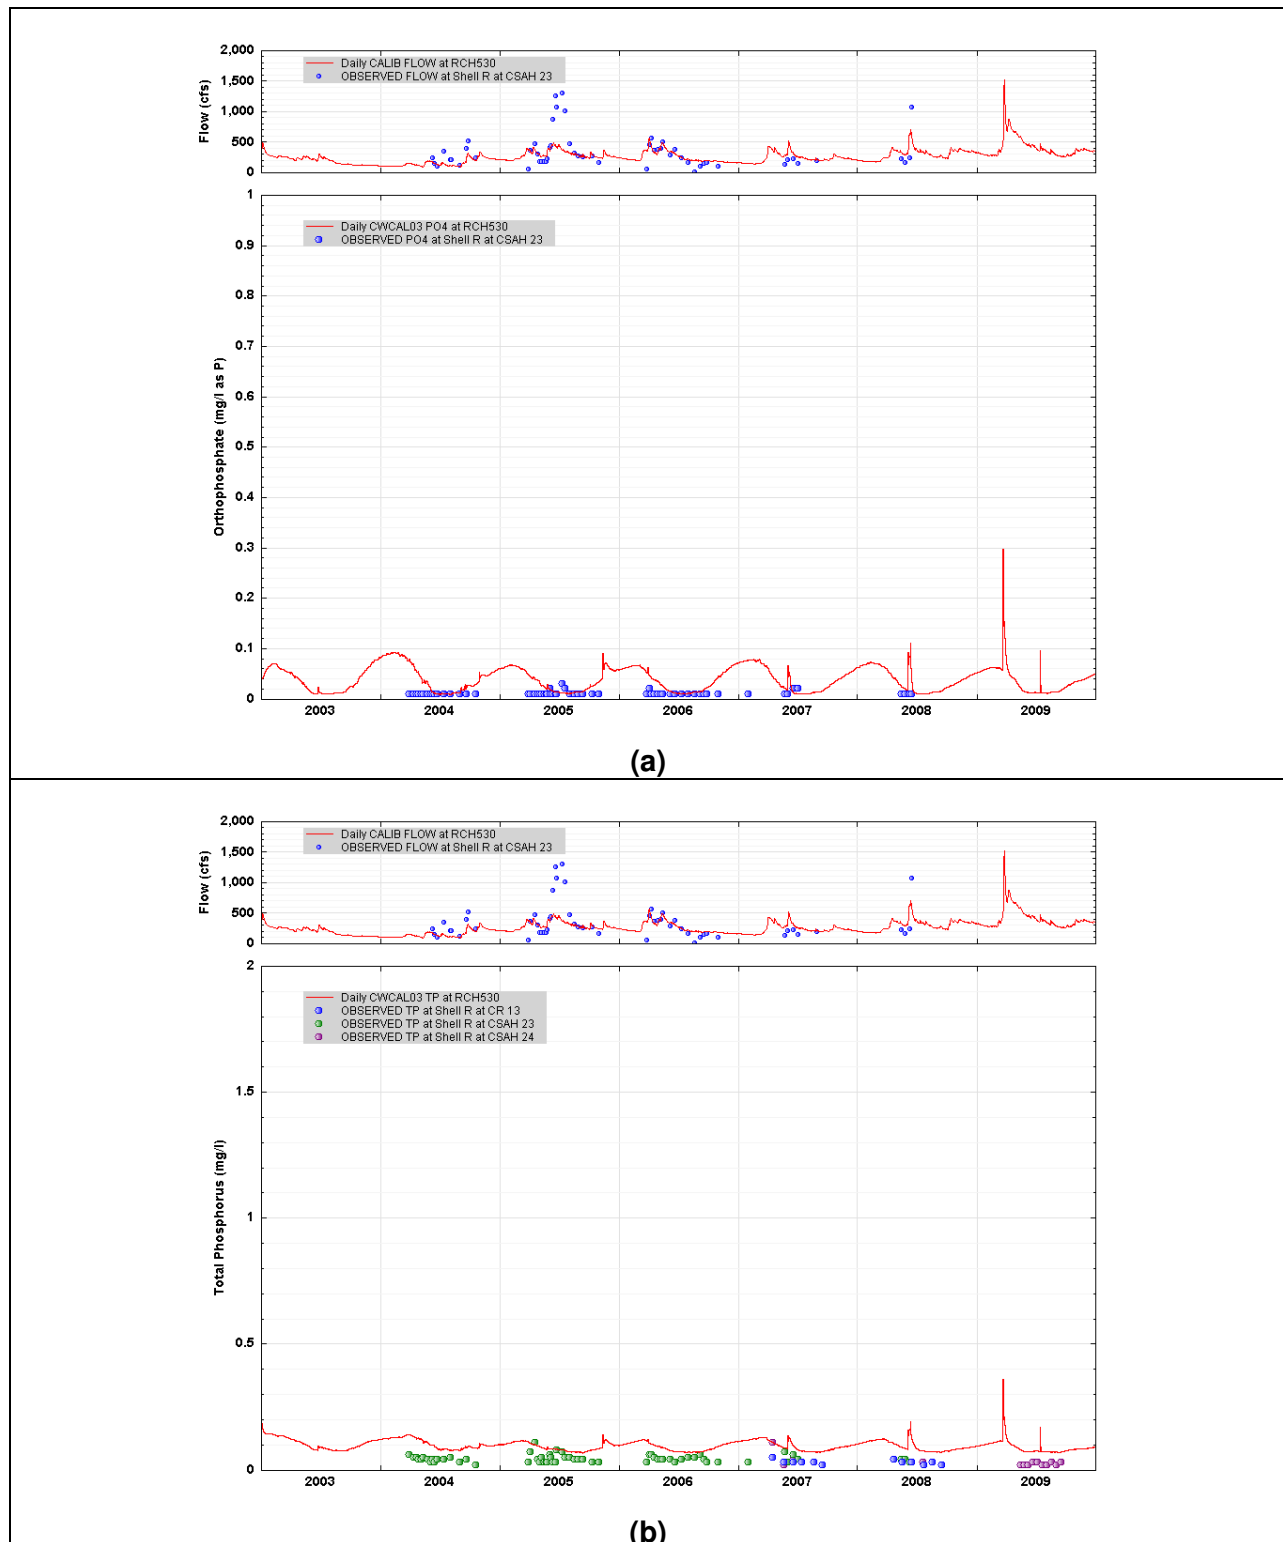 2,000
1,500
1,000
500
0
Flow (cfs)
Daily CALIB FLOW at RCH530
OBSERVED FLOW at Shell R at CSAH 23
1
0.9
0.8
0.7
0.6
0.5
0.4
0.3
0.2
0.1
0
Orthophosphate (mg/l as P)
Daily CWCAL03 PO4 at RCH530
OBSERVED PO4 at Shell R at CSAH 23
2003 2004 2005 2006 2007 2008 2009
(a)
2,000
1,500
1,000
500
0
Flow (cfs)
Daily CALIB FLOW at RCH530
OBSERVED FLOW at Shell R at CSAH 23
2
1.5
1
0.5
0
Total Phosphorus (mg/l)
Daily CWCAL03 TP at RCH530
OBSERVED TP at Shell R at CR 13
OBSERVED TP at Shell R at CSAH 23
OBSERVED TP at Shell R at CSAH 24
2003 2004 2005 2006 2007 2008 2009
(b)